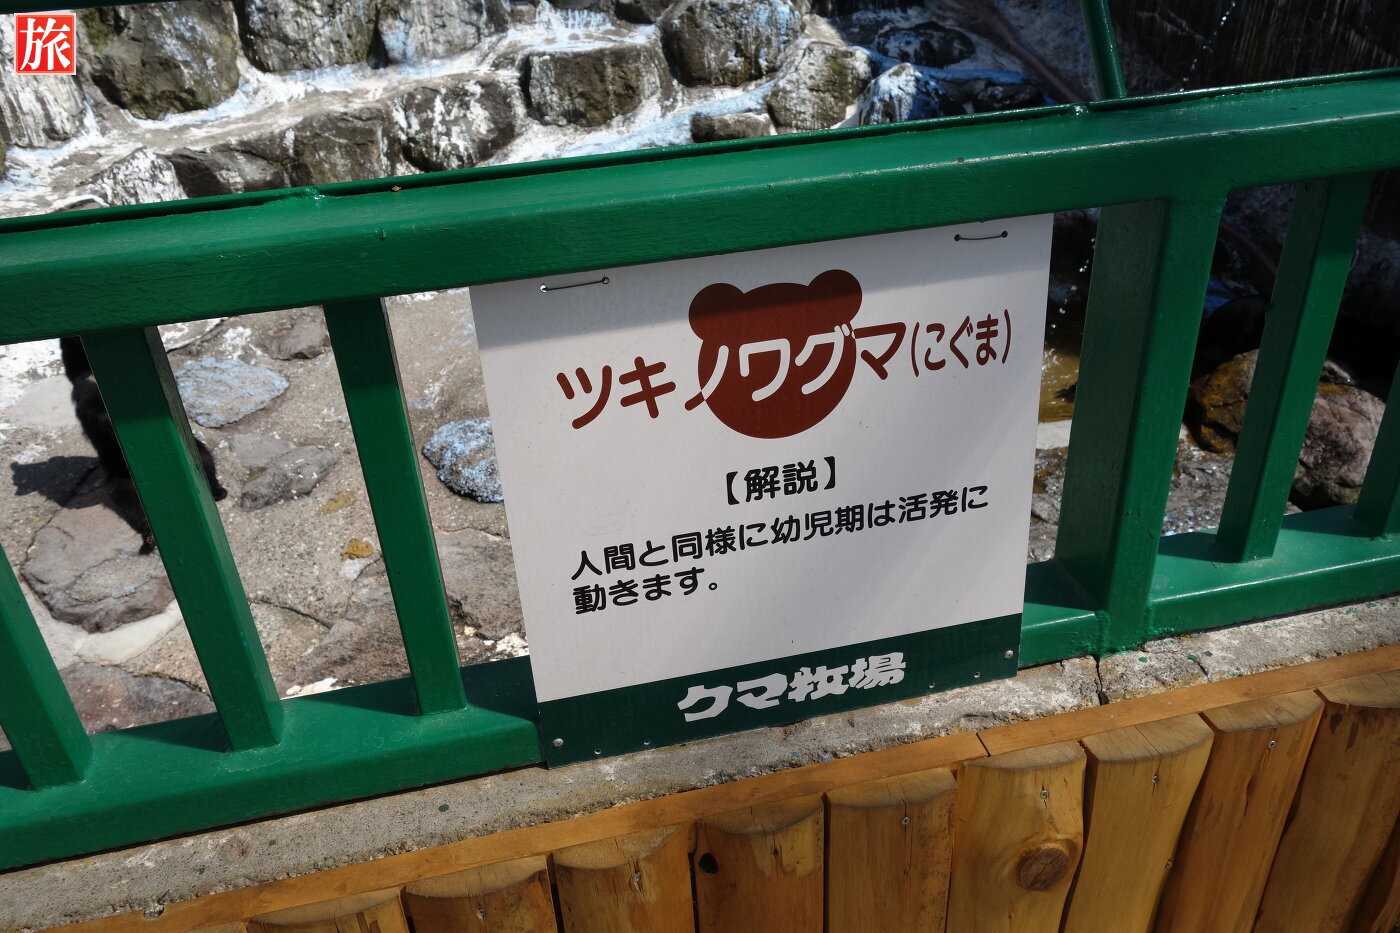 旅
ツキノワグマ(こぐま)
【解説】
人間と同様に幼児期は活発に
動きます。
クマ牧場